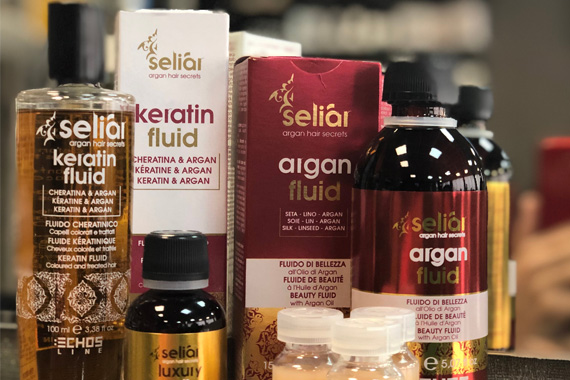 seliár
argan hair secrets
keratin
fluid
CHERATINA & ARGAN
KÉRATINE & ARGAN
KERATIN & ARGAN
FLUIDO CHERATINICO
Capelli colorati e trattati
FLUIDE KÉRATINIQUE
Cheveux colorés et traités
KERATIN FLUID
Coloured and treated hair
100 ml e 3,38 fl.oz
ECHOS
LINE
seliár
argan hair secrets
keratin
fluid
CHERATINA & ARGAN
KÉRATINE & ARGAN
KERATIN & ARGAN
seliár
luxury
seliár
argan hair secrets
argan
fluid
SETA - LINO - ARGAN
SOIE - LIN - ARGAN
SILK - LINSEED - ARGAN
FLUIDO DI BELLEZZA
all'Olio di Argan
FLUIDE DE BEAUTÉ
à l'Huile d'Argan
BEAUTY FLUID
with Argan Oil
seliár
argan hair secrets
argan
fluid
FLUIDO DI BELLEZZA
all'Olio di Argan
FLUIDE DE BEAUTÉ
à l'Huile d'Argan
BEAUTY FLUID
with Argan Oil